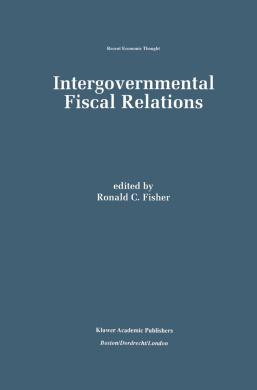 Recent Economic Thought
Intergovernmental
Fiscal Relations
edited by
Ronald C. Fisher
Kluwer Academic Publishers
Boston/Dordrecht/London